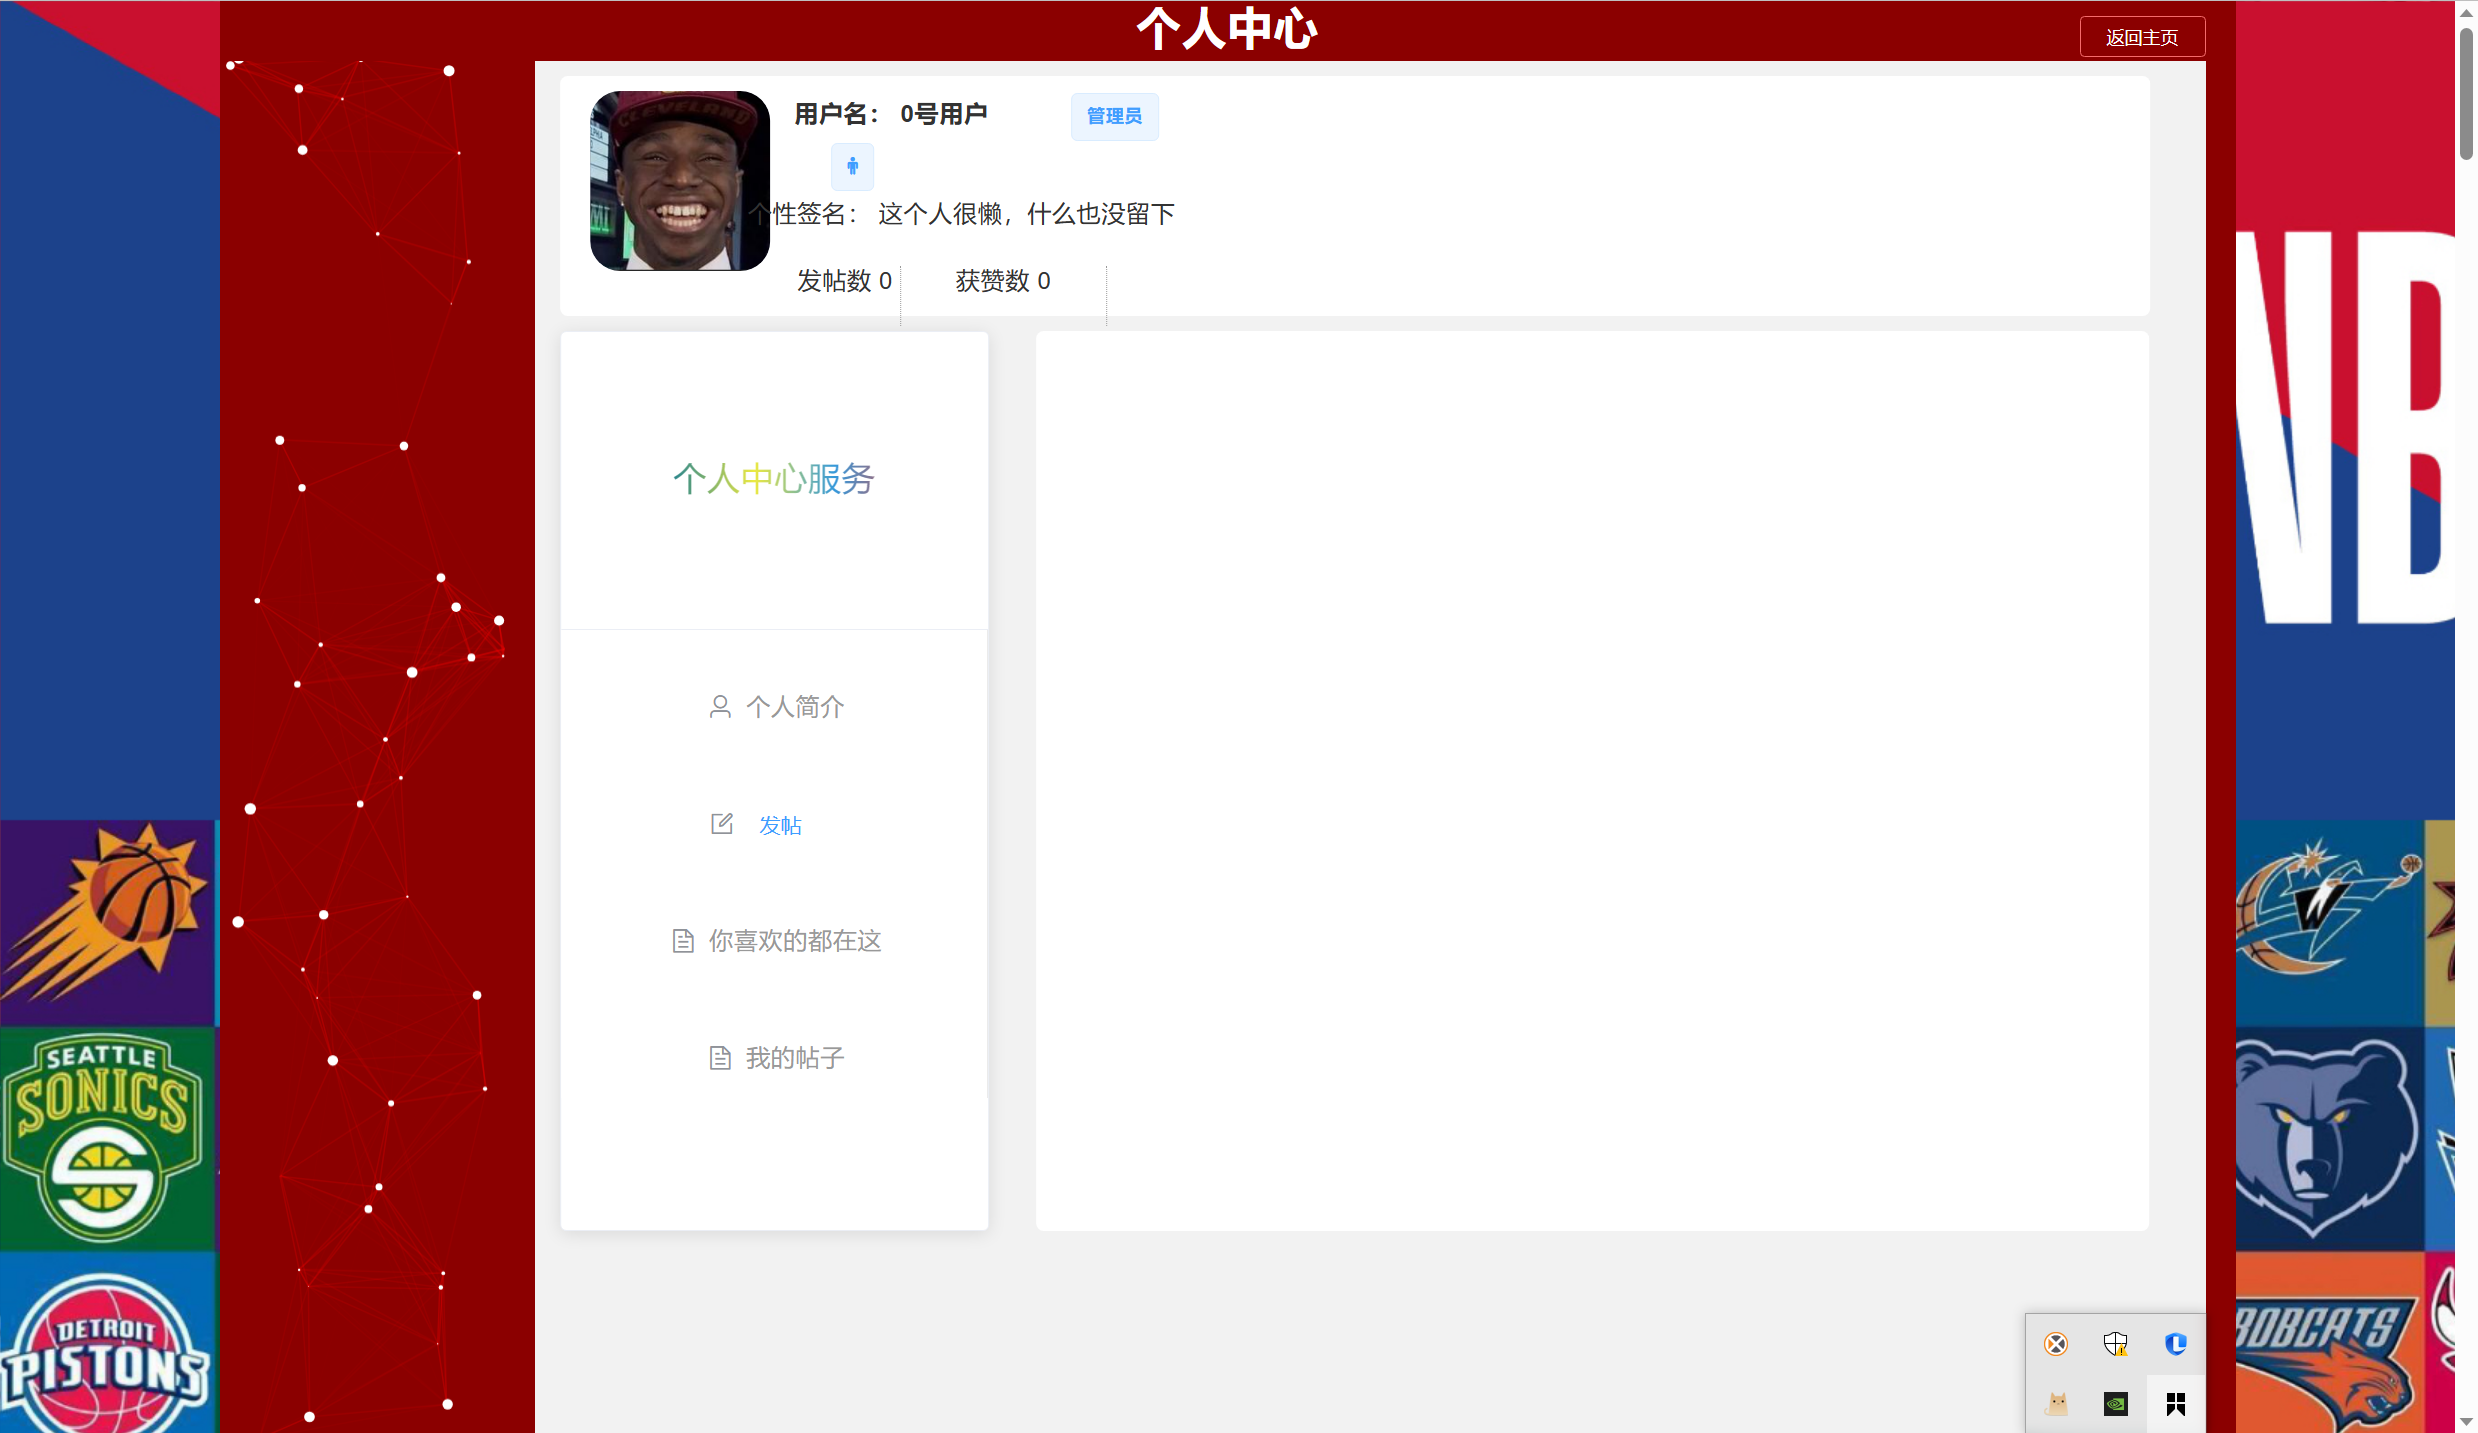 个人中心
返回主页
CLEVELAND
用户名： 0号用户
管理员
个性签名： 这个人很懒，什么也没留下
发帖数 0
获赞数 0
个人中心服务
个人简介
发帖
你喜欢的都在这
我的帖子
SEATTLE
SONICS
DETROIT
PISTONS
NB
W
BOBCATS